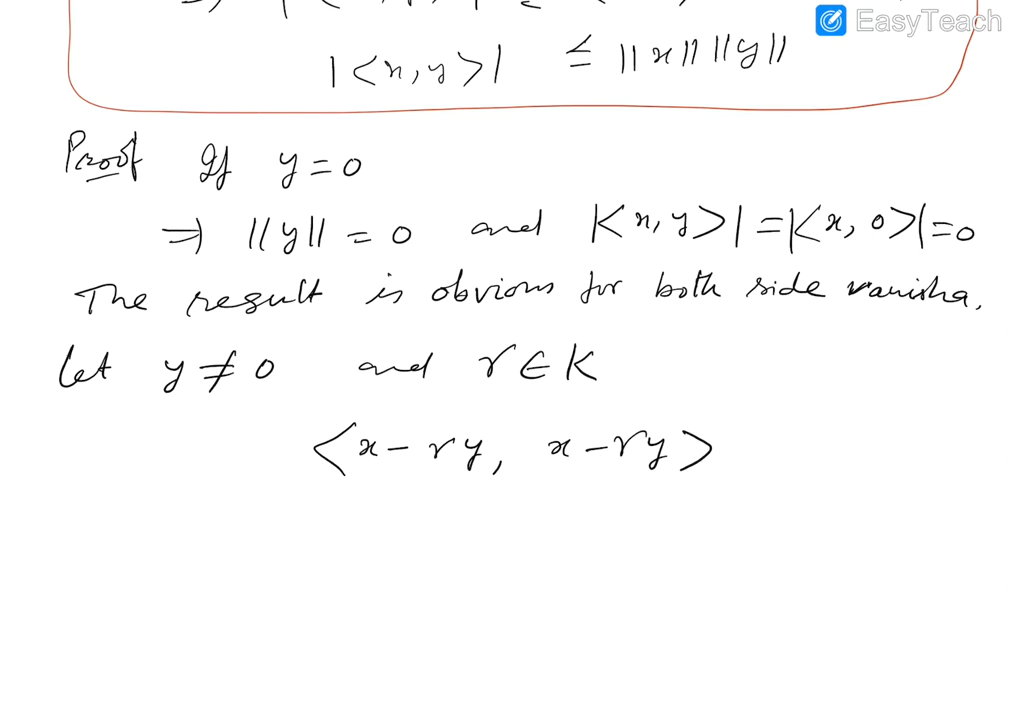 EasyTeach
|<x, y>| ≤ ||x|| ||y||
Proof If y = 0
⇒ ||y|| = 0 and |<x, y>| = |<x, 0>| = 0
The result is obvious for both side vanishes.
Let y ≠ 0 and r ∈ K
<x - ry, x - ry>